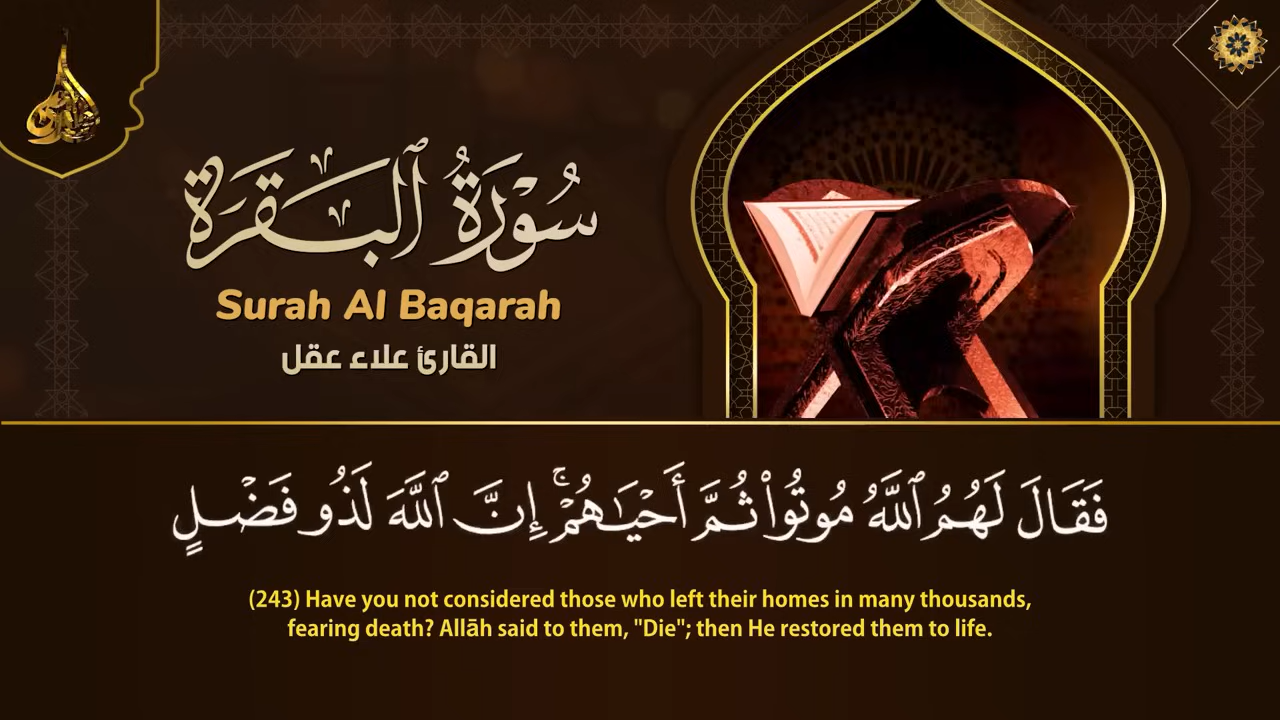 سُورَةُ ٱلْبَقَرَة
Surah Al Baqarah
القارئ علاء عقل
فَقَالَ لَهُمُ ٱللَّهُ مُوتُوا۟ ثُمَّ أَحْيَـٰهُمْ ۚ إِنَّ ٱللَّهَ لَذُو فَضْلٍ
(243) Have you not considered those who left their homes in many thousands,
fearing death? Allāh said to them, "Die"; then He restored them to life.